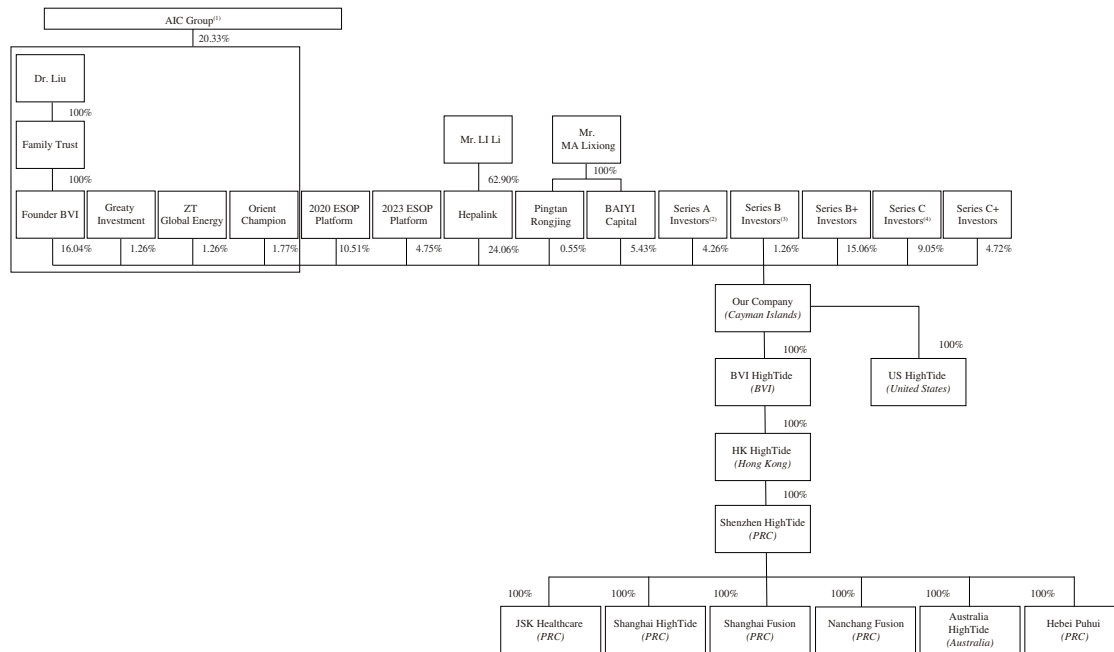 AIC Group(1)
20.33%
Dr. Liu
100%
Family Trust
100%
Mr. LI Li
62.90%
Mr.
MA Lixiong
100%
Founder BVI
Greaty
Investment
ZT
Global Energy
Orient
Champion
2020 ESOP
Platform
2023 ESOP
Platform
Hepalink
Pingtan
Rongjing
BAIYI
Capital
Series A
Investors(2)
Series B
Investors(3)
Series B+
Investors
Series C
Investors(4)
Series C+
Investors
16.04%
1.26%
1.26%
1.77%
10.51%
4.75%
24.06%
0.55%
5.43%
4.26%
1.26%
15.06%
9.05%
4.72%
Our Company
(Cayman Islands)
100%
100%
BVI HighTide
(BVI)
US HighTide
(United States)
100%
HK HighTide
(Hong Kong)
100%
Shenzhen HighTide
(PRC)
100%
100%
100%
100%
100%
100%
JSK Healthcare
(PRC)
Shanghai HighTide
(PRC)
Shanghai Fusion
(PRC)
Nanchang Fusion
(PRC)
Australia
HighTide
(Australia)
Hebei Puhui
(PRC)